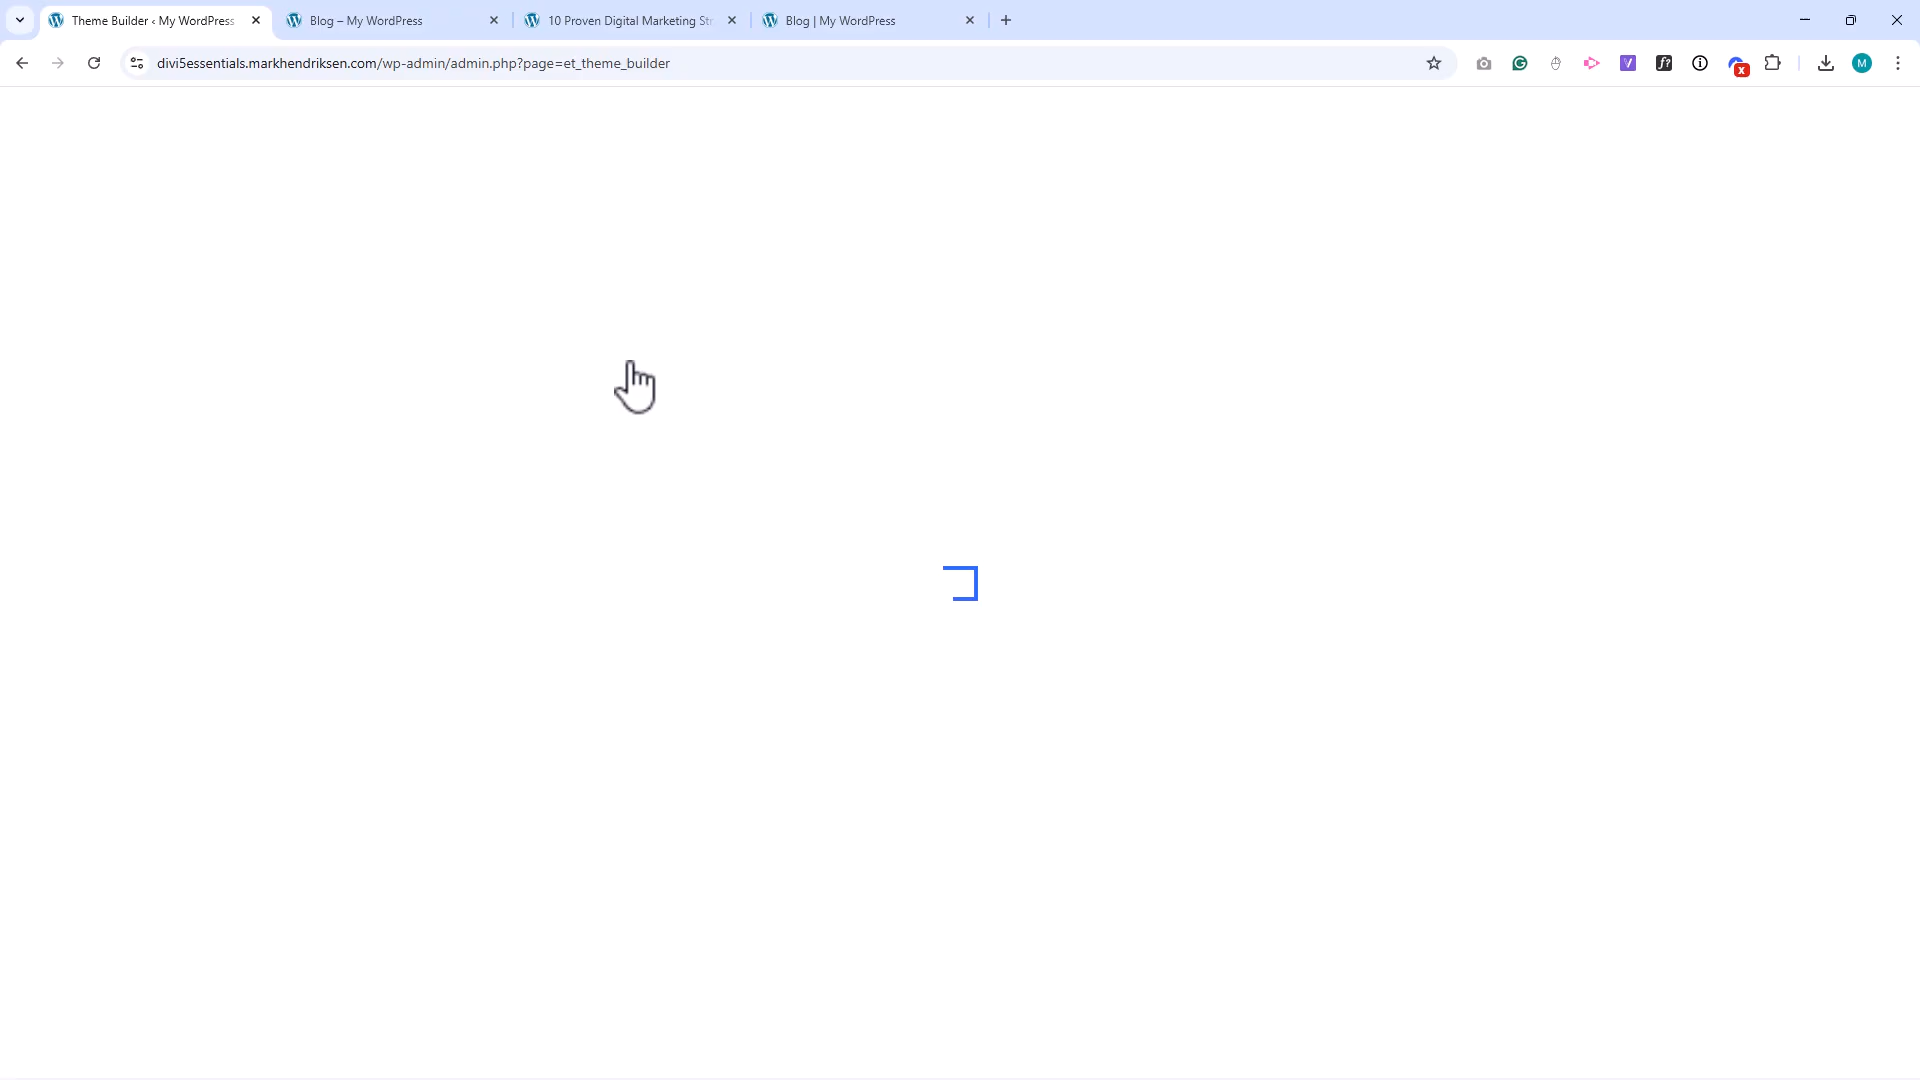 Theme Builder ‹ My WordPress
Blog – My WordPress
10 Proven Digital Marketing Str
Blog | My WordPress
divi5essentials.markhendriksen.com/wp-admin/admin.php?page=et_theme_builder
M